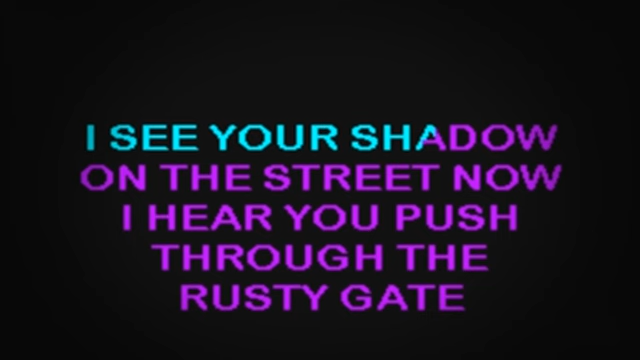 I SEE YOUR SHADOW
ON THE STREET NOW
I HEAR YOU PUSH
THROUGH THE
RUSTY GATE